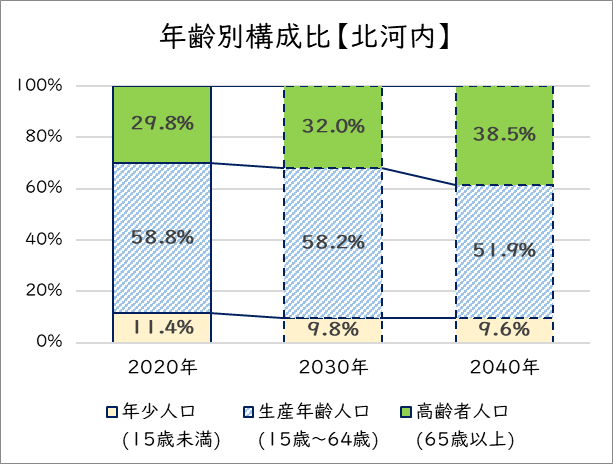 年齢別構成比【北河内】
100%
80%
60%
40%
20%
0%
29.8%
32.0%
38.5%
58.8%
58.2%
51.9%
11.4%
9.8%
9.6%
2020年
2030年
2040年
年少人口
(15歳未満)
生産年齢人口
(15歳～64歳)
高齢者人口
(65歳以上)